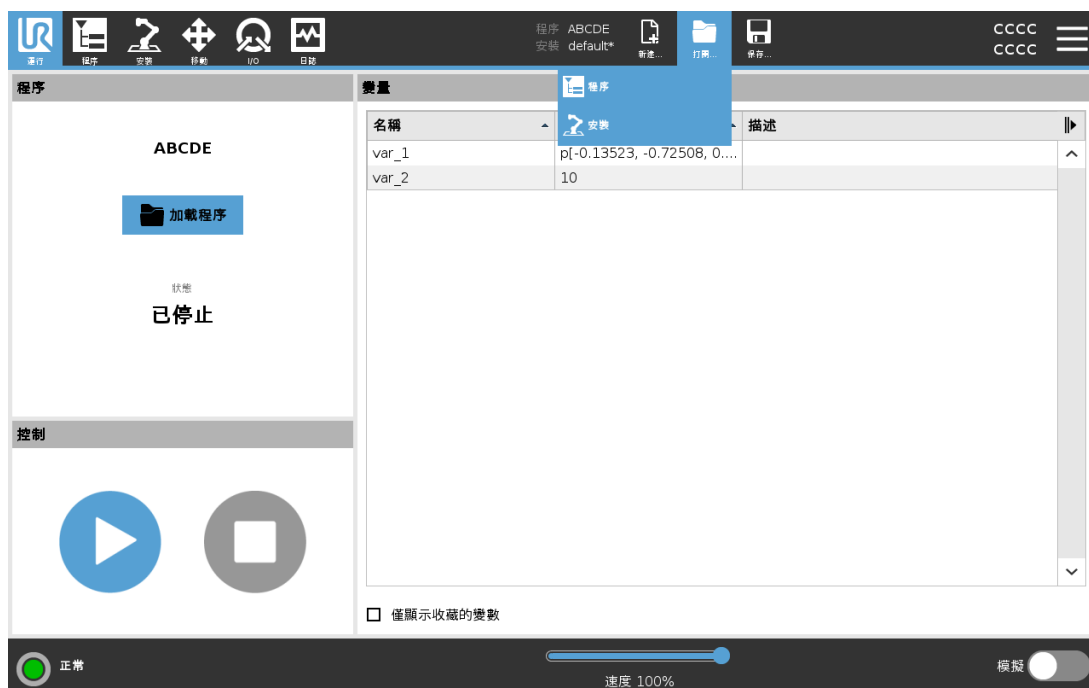 UR
運行
程序
安裝
移動
I/O
日誌
程序 ABCDE
安裝 default*
新建...
打開...
保存...
CCCC
CCCC
程序
安裝
程序
變量
ABCDE
加載程序
狀態
已停止
名稱
描述
var_1 p[-0.13523, -0.72508, 0....
var_2 10
控制
僅顯示收藏的變數
正常
速度 100%
模擬